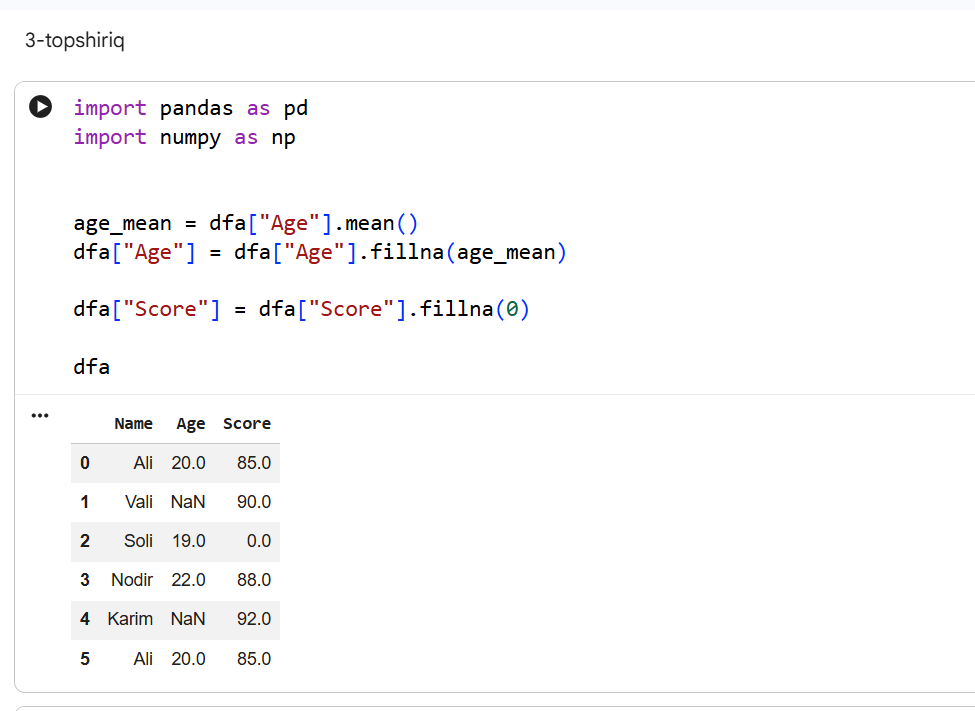 3-topshiriq
import pandas as pd
import numpy as np
age_mean = dfa["Age"].mean()
dfa["Age"] = dfa["Age"].fillna(age_mean)
dfa["Score"] = dfa["Score"].fillna(0)
dfa
Name Age Score
0 Ali 20.0 85.0
1 Vali NaN 90.0
2 Soli 19.0 0.0
3 Nodir 22.0 88.0
4 Karim NaN 92.0
5 Ali 20.0 85.0